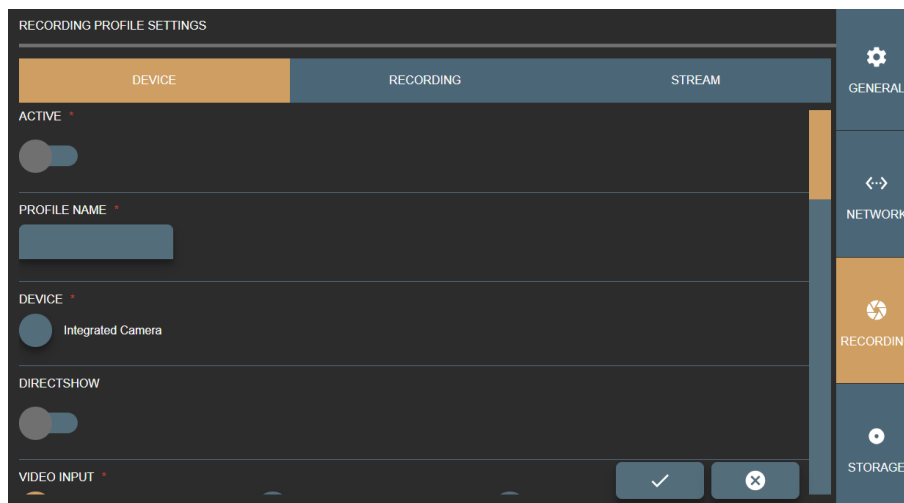 RECORDING PROFILE SETTINGS
DEVICE
RECORDING
STREAM
ACTIVE *
PROFILE NAME *
DEVICE *
Integrated Camera
DIRECTSHOW
VIDEO INPUT *
GENERAL
NETWORK
RECORDIN
STORAGE